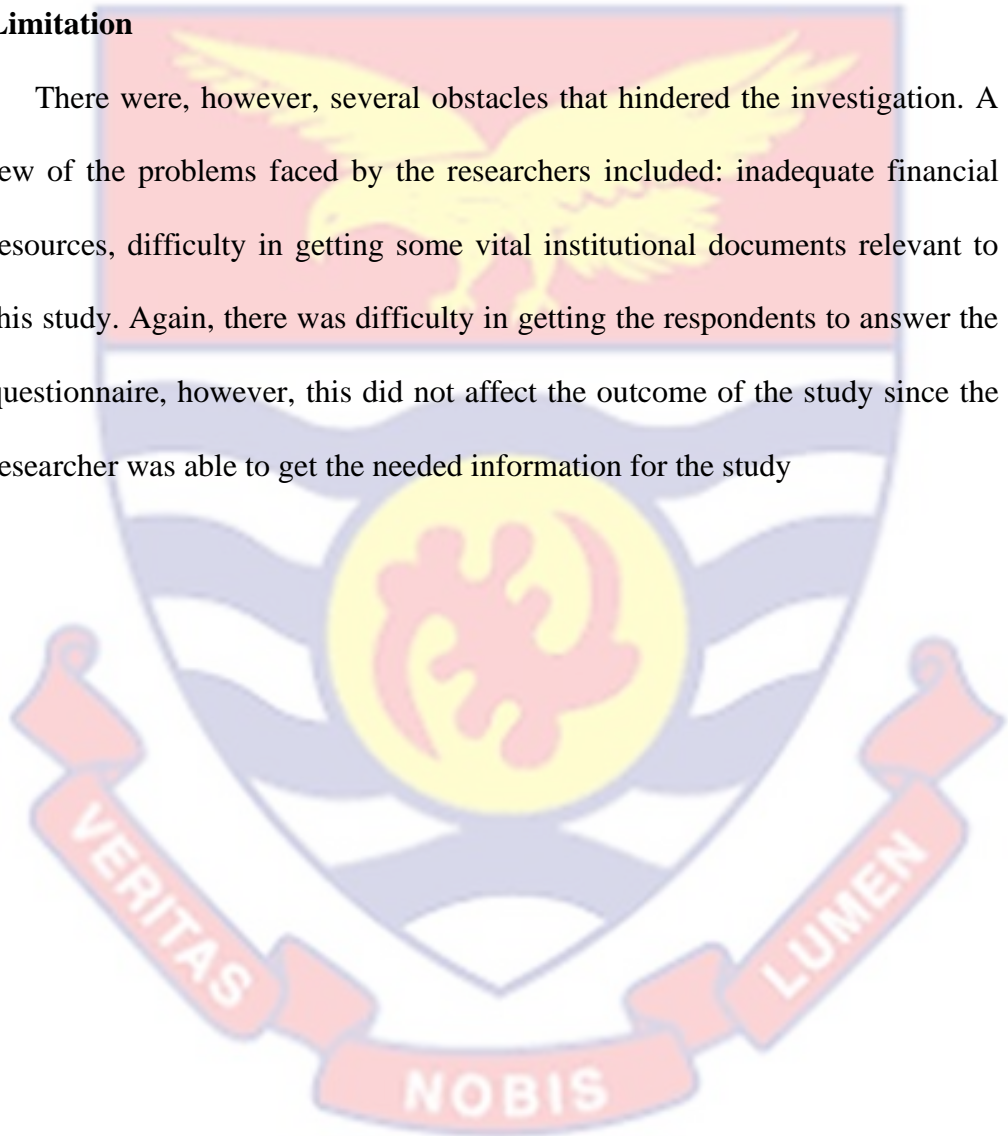 Limitation
There were, however, several obstacles that hindered the investigation. A
few of the problems faced by the researchers included: inadequate financial
resources, difficulty in getting some vital institutional documents relevant to
this study. Again, there was difficulty in getting the respondents to answer the
questionnaire, however, this did not affect the outcome of the study since the
researcher was able to get the needed information for the study
VERITAS
NOBIS
LUMEN